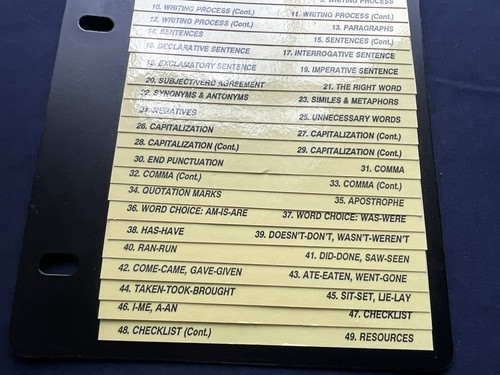 WRITING PROCESS
10. WRITING PROCESS (Cont.)
11. WRITING PROCESS (Cont.)
12. WRITING PROCESS (Cont.)
13. PARAGRAPHS
14. SENTENCES
15. SENTENCES (Cont.)
16. DECLARATIVE SENTENCE
17. INTERROGATIVE SENTENCE
18. EXCLAMATORY SENTENCE
19. IMPERATIVE SENTENCE
20. SUBJECT/VERB AGREEMENT
21. THE RIGHT WORD
22. SYNONYMS & ANTONYMS
23. SIMILES & METAPHORS
24. NEGATIVES
25. UNNECESSARY WORDS
26. CAPITALIZATION
27. CAPITALIZATION (Cont.)
28. CAPITALIZATION (Cont.)
29. CAPITALIZATION (Cont.)
30. END PUNCTUATION
31. COMMA
32. COMMA (Cont.)
33. COMMA (Cont.)
34. QUOTATION MARKS
35. APOSTROPHE
36. WORD CHOICE: AM-IS-ARE
37. WORD CHOICE: WAS-WERE
38. HAS-HAVE
39. DOESN'T-DON'T, WASN'T-WEREN'T
40. RAN-RUN
41. DID-DONE, SAW-SEEN
42. COME-CAME, GAVE-GIVEN
43. ATE-EATEN, WENT-GONE
44. TAKEN-TOOK-BROUGHT
45. SIT-SET, LIE-LAY
46. I-ME, A-AN
47. CHECKLIST
48. CHECKLIST (Cont.)
49. RESOURCES